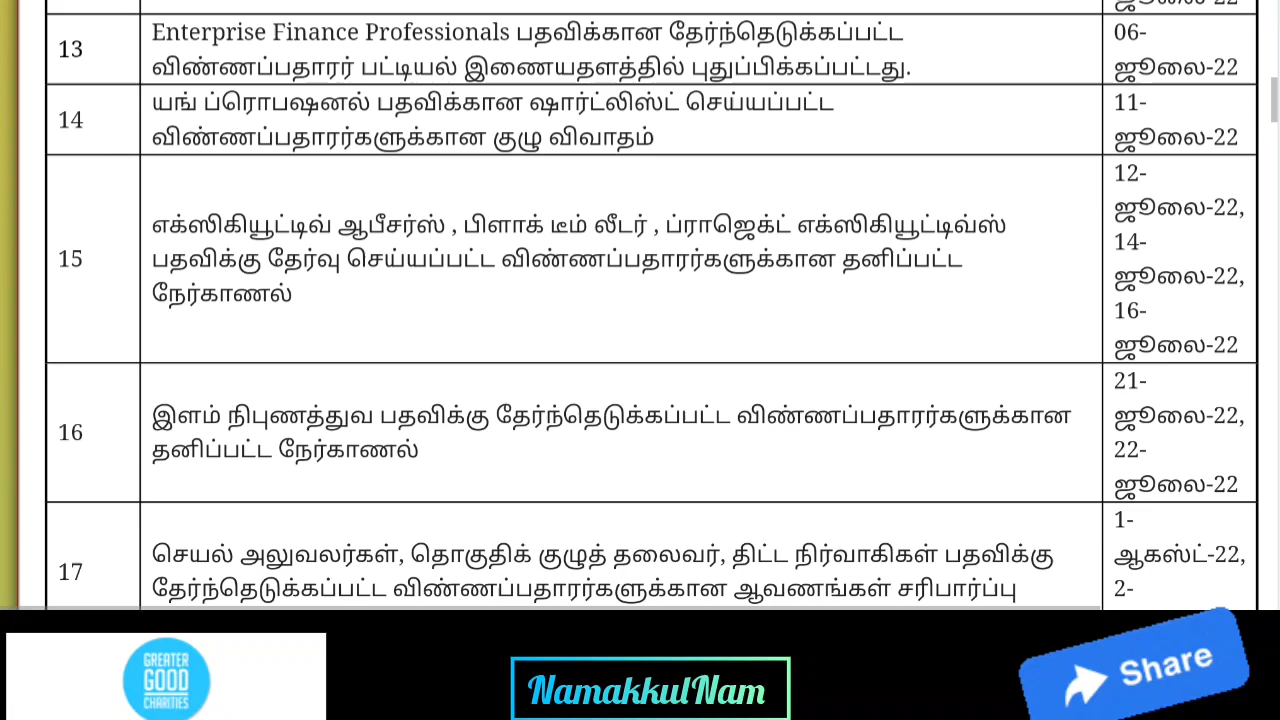 13
Enterprise Finance Professionals பதவிக்கான தேர்ந்தெடுக்கப்பட்ட
விண்ணப்பதாரர் பட்டியல் இணையதளத்தில் புதுப்பிக்கப்பட்டது.
06-
ஜூலை-22
14
யங் ப்ரொபஷனல் பதவிக்கான ஷார்ட்லிஸ்ட் செய்யப்பட்ட
விண்ணப்பதாரர்களுக்கான குழு விவாதம்
11-
ஜூலை-22
15
எக்ஸிகியூட்டிவ் ஆபீசர்ஸ் , பிளாக் டீம் லீடர் , ப்ராஜெக்ட் எக்ஸிகியூட்டிவ்ஸ்
பதவிக்கு தேர்வு செய்யப்பட்ட விண்ணப்பதாரர்களுக்கான தனிப்பட்ட
நேர்காணல்
12-
ஜூலை-22,
14-
ஜூலை-22,
16-
ஜூலை-22
16
இளம் நிபுணத்துவ பதவிக்கு தேர்ந்தெடுக்கப்பட்ட விண்ணப்பதாரர்களுக்கான
தனிப்பட்ட நேர்காணல்
21-
ஜூலை-22,
22-
ஜூலை-22
17
செயல் அலுவலர்கள், தொகுதிக் குழுத் தலைவர், திட்ட நிர்வாகிகள் பதவிக்கு
தேர்ந்தெடுக்கப்பட்ட விண்ணப்பதாரர்களுக்கான ஆவணங்கள் சரிபார்ப்பு
1-
ஆகஸ்ட்-22,
2-
GREATER
GOOD
CHARITIES
NamakkulNam
Share